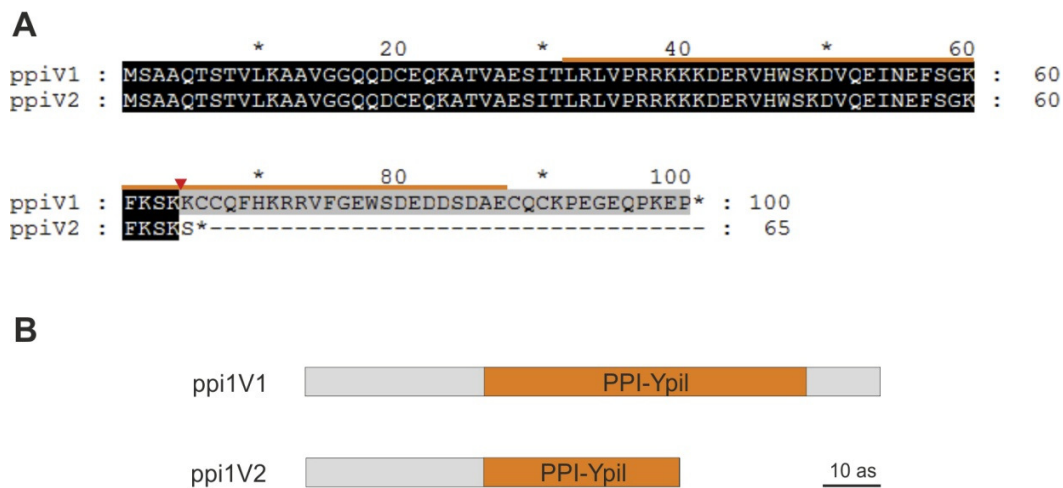 A
* 20 * 40 * 60
ppiV1 : MSAAQTSTVLKAAVGGQQDCEQKATVAESITLRLVPRRKKKDERVHWSKDVQEINEFSGK : 60
ppiV2 : MSAAQTSTVLKAAVGGQQDCEQKATVAESITLRLVPRRKKKDERVHWSKDVQEINEFSGK : 60
* 80 * 100
ppiV1 : FKSKKCCQFHKRRVFGEWSDEDDSDAECQCKPEGEQPKEP* : 100
ppiV2 : FKSKS*----------------------------------- : 65
B
ppi1V1 PPI-Ypil
ppi1V2 PPI-Ypil 10 as